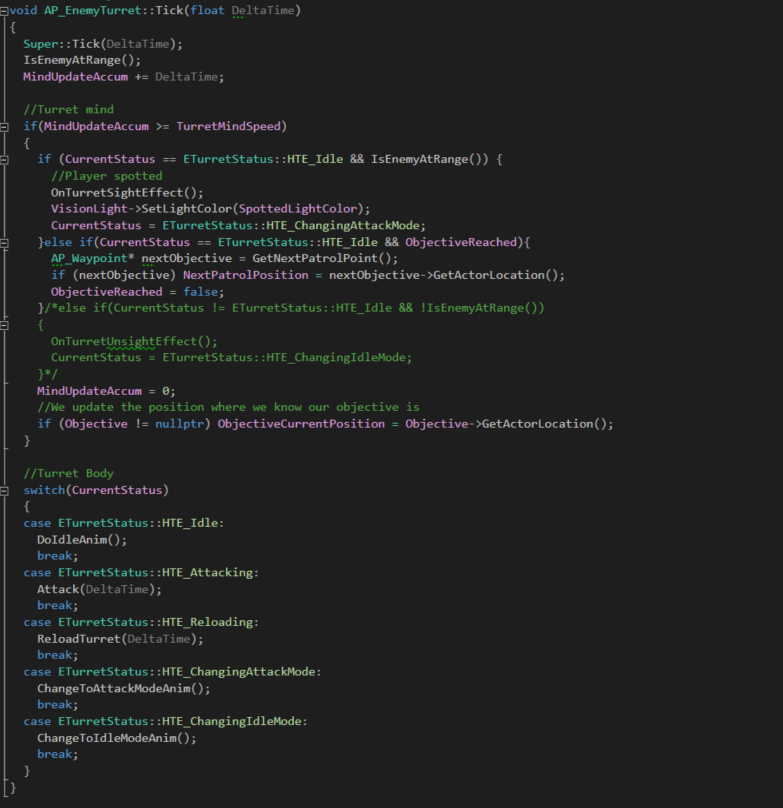 void AP_EnemyTurret::Tick(float DeltaTime)
{
Super::Tick(DeltaTime);
IsEnemyAtRange();
MindUpdateAccum += DeltaTime;
//Turret mind
if(MindUpdateAccum >= TurretMindSpeed)
{
if (CurrentStatus == ETurretStatus::HTE_Idle && IsEnemyAtRange()) {
//Player spotted
OnTurretSightEffect();
VisionLight->SetLightColor(SpottedLightColor);
CurrentStatus = ETurretStatus::HTE_ChangingAttackMode;
}else if(CurrentStatus == ETurretStatus::HTE_Idle && ObjectiveReached){
AP_Waypoint* nextObjective = GetNextPatrolPoint();
if (nextObjective) NextPatrolPosition = nextObjective->GetActorLocation();
ObjectiveReached = false;
}/*else if(CurrentStatus != ETurretStatus::HTE_Idle && !IsEnemyAtRange())
{
OnTurretUnsightEffect();
CurrentStatus = ETurretStatus::HTE_ChangingIdleMode;
}*/
MindUpdateAccum = 0;
//We update the position where we know our objective is
if (Objective != nullptr) ObjectiveCurrentPosition = Objective->GetActorLocation();
}
//Turret Body
switch(CurrentStatus)
{
case ETurretStatus::HTE_Idle:
DoIdleAnim();
break;
case ETurretStatus::HTE_Attacking:
Attack(DeltaTime);
break;
case ETurretStatus::HTE_Reloading:
ReloadTurret(DeltaTime);
break;
case ETurretStatus::HTE_ChangingAttackMode:
ChangeToAttackModeAnim();
break;
case ETurretStatus::HTE_ChangingIdleMode:
ChangeToIdleModeAnim();
break;
}
}